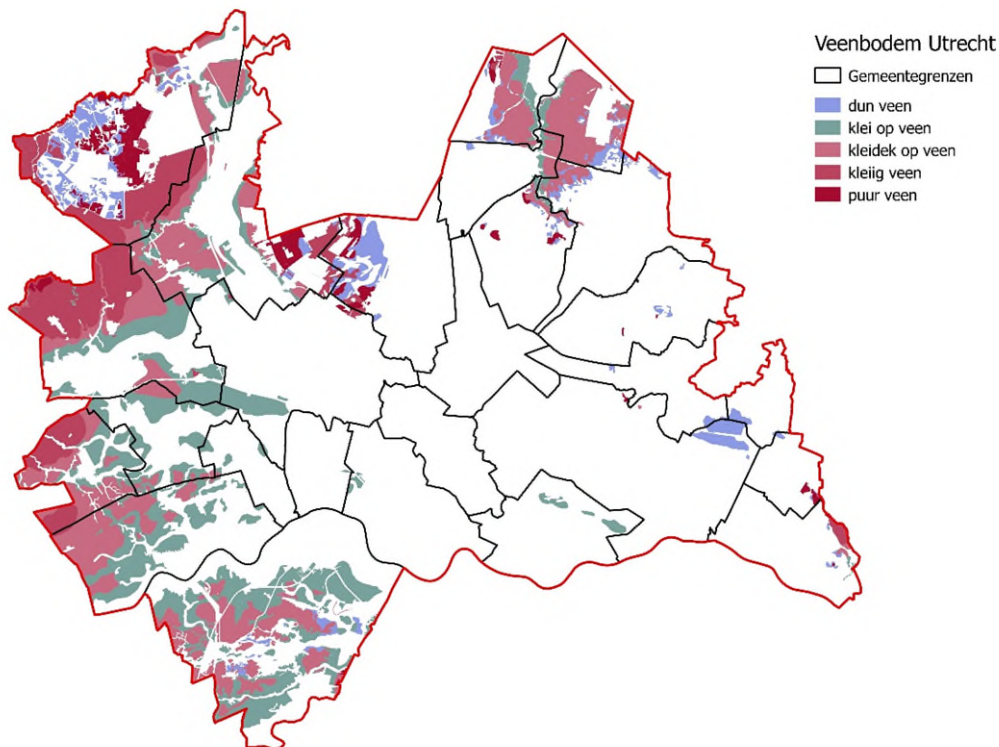 Veenbodem Utrecht
Gemeentegrenzen
dun veen
klei op veen
kleidek op veen
kleiig veen
puur veen